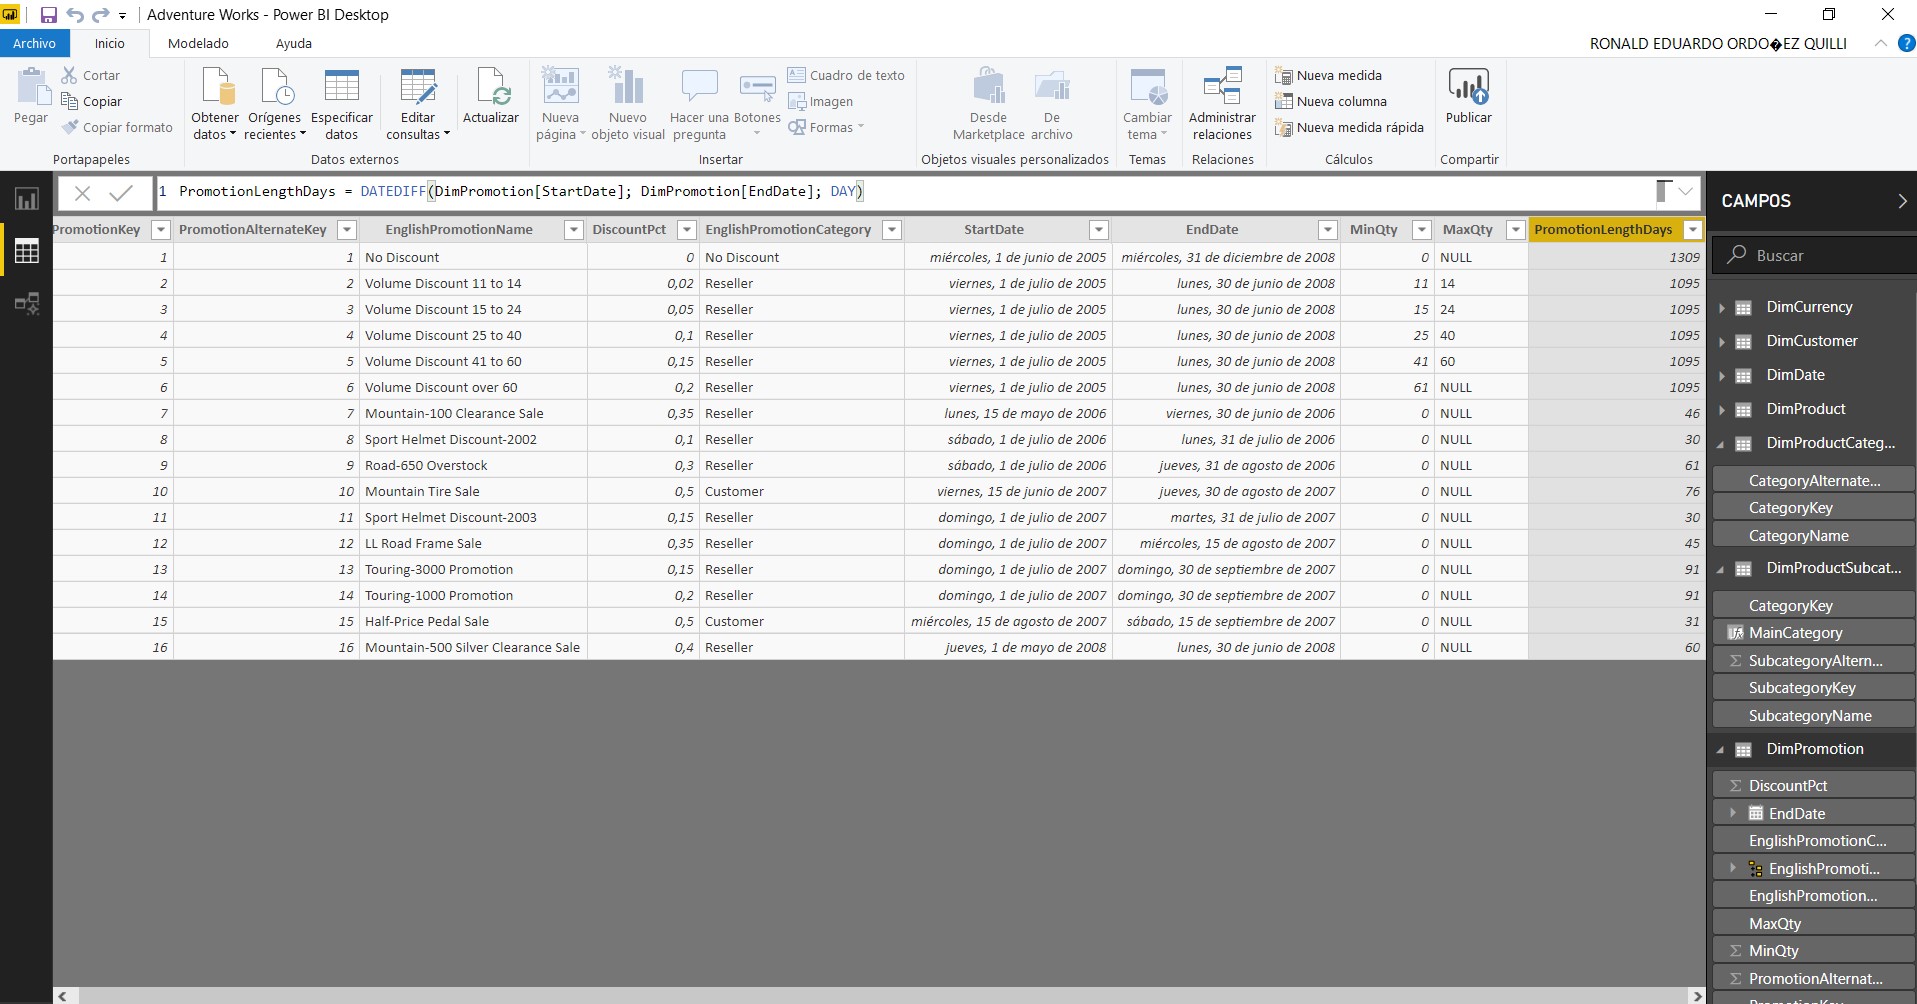 Adventure Works - Power BI Desktop
Archivo Inicio Modelado Ayuda RONALD EDUARDO ORDO�EZ QUILLI ?
Pegar
Cortar
Copiar
Copiar formato
Portapapeles
Obtener datos
Orígenes recientes
Especificar datos
Editar consultas
Actualizar
Datos externos
Nueva página
Nuevo objeto visual
Hacer una pregunta
Botones
Cuadro de texto
Imagen
Formas
Insertar
Desde Marketplace
De archivo
Objetos visuales personalizados
Cambiar tema
Temas
Administrar relaciones
Relaciones
Nueva medida
Nueva columna
Nueva medida rápida
Cálculos
Publicar
Compartir
1 PromotionLengthDays = DATEDIFF(DimPromotion[StartDate]; DimPromotion[EndDate]; DAY)
PromotionKey PromotionAlternateKey EnglishPromotionName DiscountPct EnglishPromotionCategory StartDate EndDate MinQty MaxQty PromotionLengthDays
1 1 No Discount 0 No Discount miércoles, 1 de junio de 2005 miércoles, 31 de diciembre de 2008 0 NULL 1309
2 2 Volume Discount 11 to 14 0,02 Reseller viernes, 1 de julio de 2005 lunes, 30 de junio de 2008 11 14 1095
3 3 Volume Discount 15 to 24 0,05 Reseller viernes, 1 de julio de 2005 lunes, 30 de junio de 2008 15 24 1095
4 4 Volume Discount 25 to 40 0,1 Reseller viernes, 1 de julio de 2005 lunes, 30 de junio de 2008 25 40 1095
5 5 Volume Discount 41 to 60 0,15 Reseller viernes, 1 de julio de 2005 lunes, 30 de junio de 2008 41 60 1095
6 6 Volume Discount over 60 0,2 Reseller viernes, 1 de julio de 2005 lunes, 30 de junio de 2008 61 NULL 1095
7 7 Mountain-100 Clearance Sale 0,35 Reseller lunes, 15 de mayo de 2006 viernes, 30 de junio de 2006 0 NULL 46
8 8 Sport Helmet Discount-2002 0,1 Reseller sábado, 1 de julio de 2006 lunes, 31 de julio de 2006 0 NULL 30
9 9 Road-650 Overstock 0,3 Reseller sábado, 1 de julio de 2006 jueves, 31 de agosto de 2006 0 NULL 61
10 10 Mountain Tire Sale 0,5 Customer viernes, 15 de junio de 2007 jueves, 30 de agosto de 2007 0 NULL 76
11 11 Sport Helmet Discount-2003 0,15 Reseller domingo, 1 de julio de 2007 martes, 31 de julio de 2007 0 NULL 30
12 12 LL Road Frame Sale 0,35 Reseller domingo, 1 de julio de 2007 miércoles, 15 de agosto de 2007 0 NULL 45
13 13 Touring-3000 Promotion 0,15 Reseller domingo, 1 de julio de 2007 domingo, 30 de septiembre de 2007 0 NULL 91
14 14 Touring-1000 Promotion 0,2 Reseller domingo, 1 de julio de 2007 domingo, 30 de septiembre de 2007 0 NULL 91
15 15 Half-Price Pedal Sale 0,5 Customer miércoles, 15 de agosto de 2007 sábado, 15 de septiembre de 2007 0 NULL 31
16 16 Mountain-500 Silver Clearance Sale 0,4 Reseller jueves, 1 de mayo de 2008 lunes, 30 de junio de 2008 0 NULL 60
CAMPOS
Buscar
DimCurrency
DimCustomer
DimDate
DimProduct
DimProductCateg...
CategoryAlternate...
CategoryKey
CategoryName
DimProductSubcat...
CategoryKey
MainCategory
Σ SubcategoryAltern...
SubcategoryKey
SubcategoryName
DimPromotion
Σ DiscountPct
EndDate
EnglishPromotionC...
EnglishPromoti...
EnglishPromotion...
MaxQty
Σ MinQty
Σ PromotionAlternat...
PromotionKey